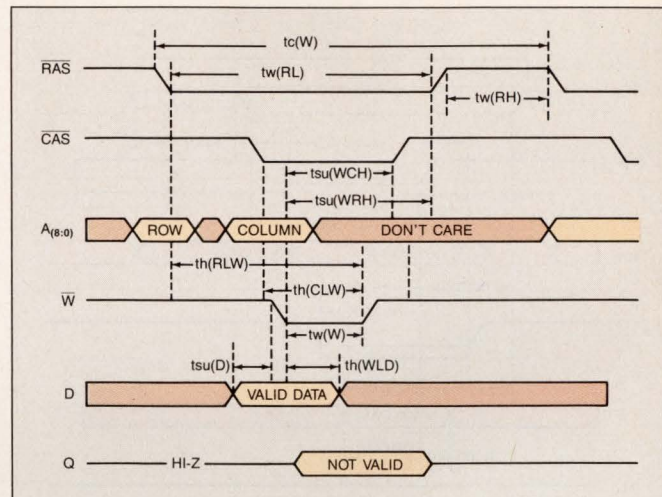 tc(W)
RAS
tw(RL)
tw(RH)
CAS
tsu(WCH)
tsu(WRH)
A(8:0)
ROW
COLUMN
DON'T CARE
th(RLW)
th(CLW)
W
tw(W)
tsu(D)
th(WLD)
D
VALID DATA
Q
HI-Z
NOT VALID